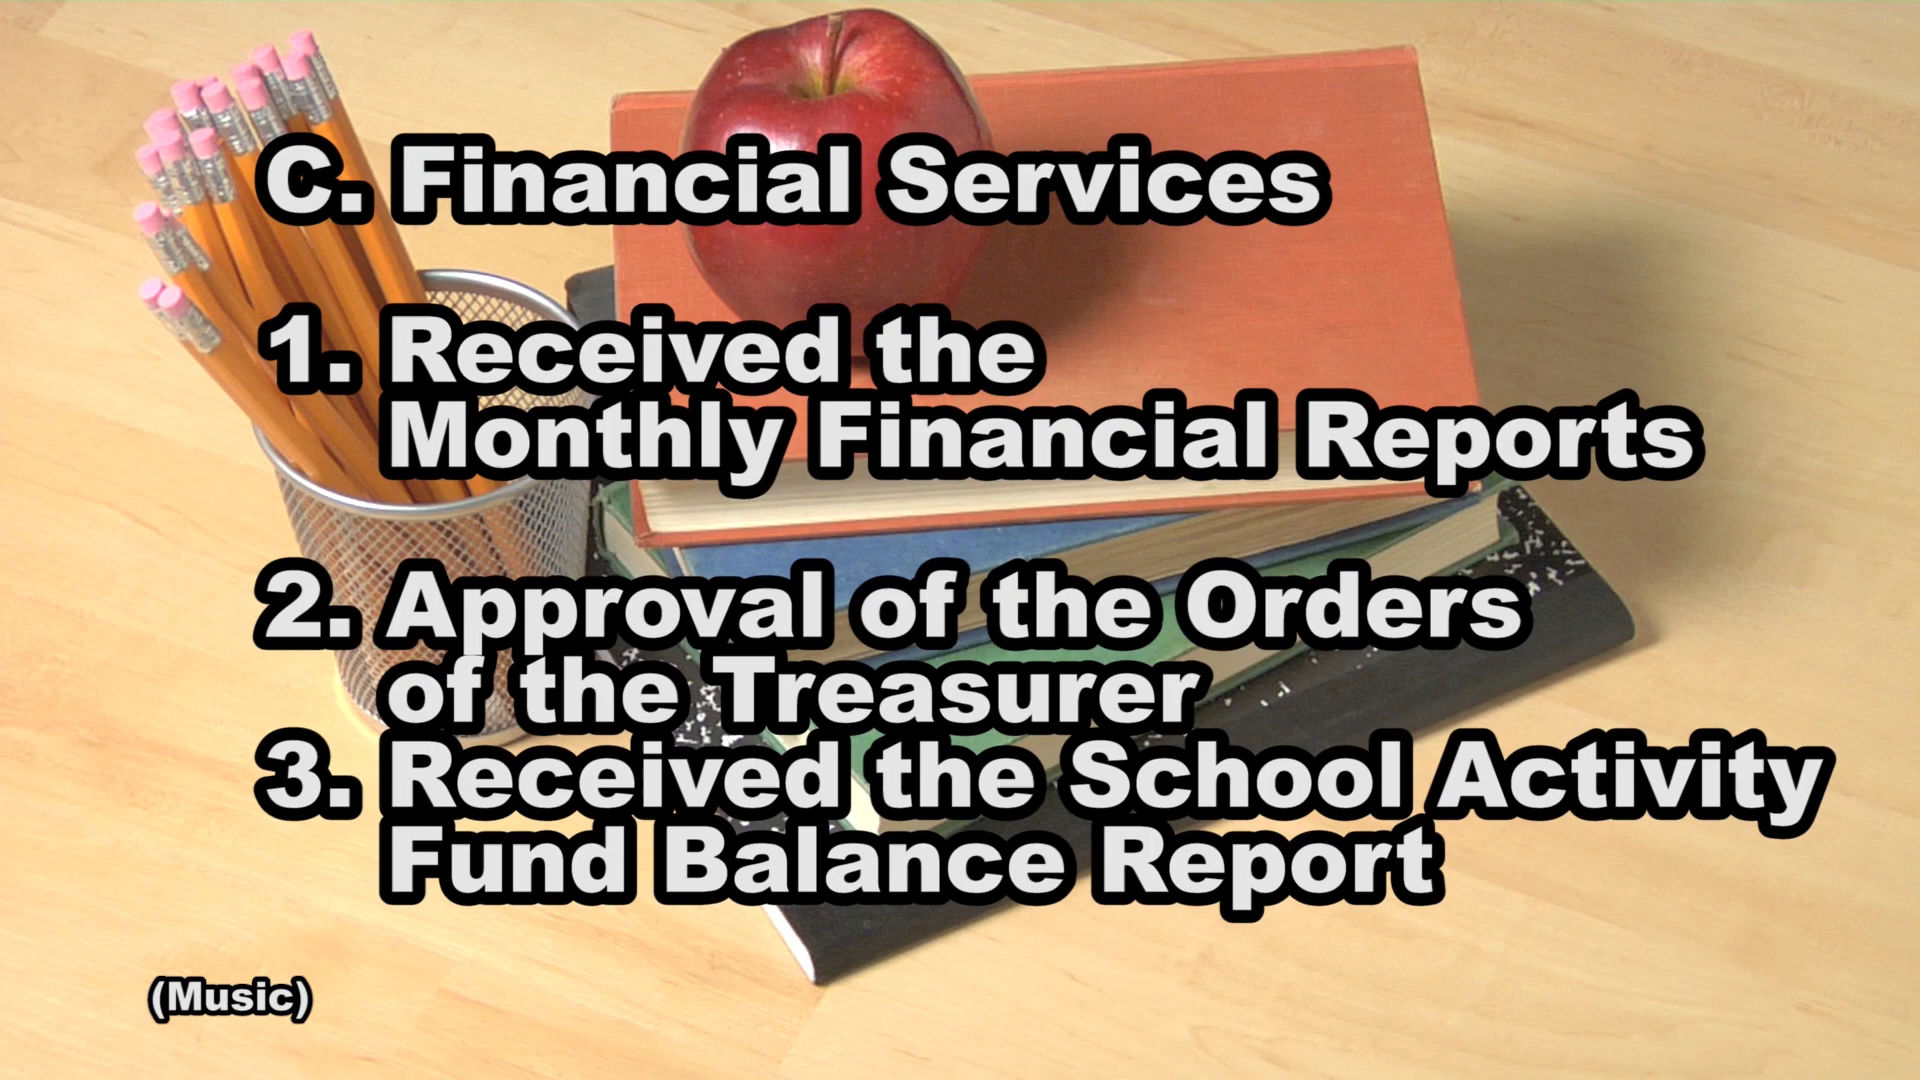 C. Financial Services
1. Received the
Monthly Financial Reports
2. Approval of the Orders
of the Treasurer
3. Received the School Activity
Fund Balance Report
(Music)